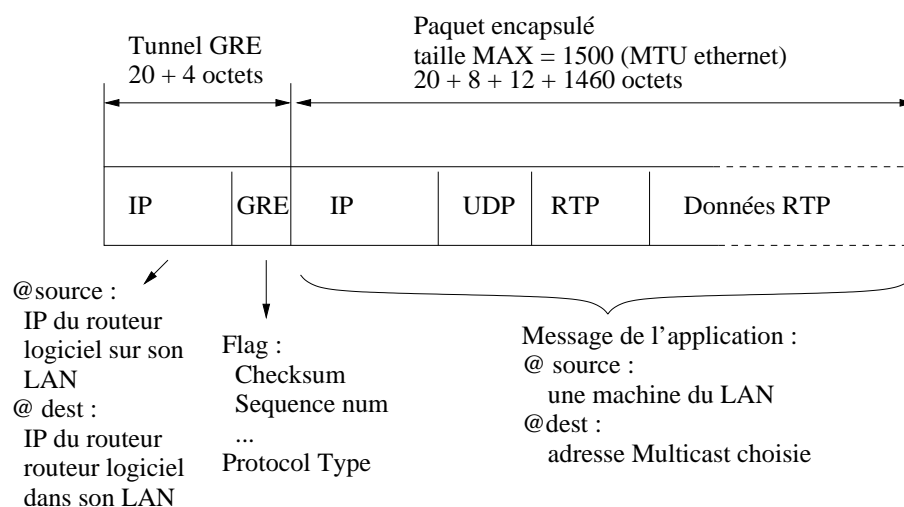 Tunnel GRE
20 + 4 octets
Paquet encapsulé
taille MAX = 1500 (MTU ethernet)
20 + 8 + 12 + 1460 octets
IP
GRE
IP
UDP
RTP
Données RTP
@source :
IP du routeur
logiciel sur son
LAN
@ dest :
IP du routeur
routeur logiciel
dans son LAN
Flag :
Checksum
Sequence num
...
Protocol Type
Message de l'application :
@ source :
une machine du LAN
@dest :
adresse Multicast choisie